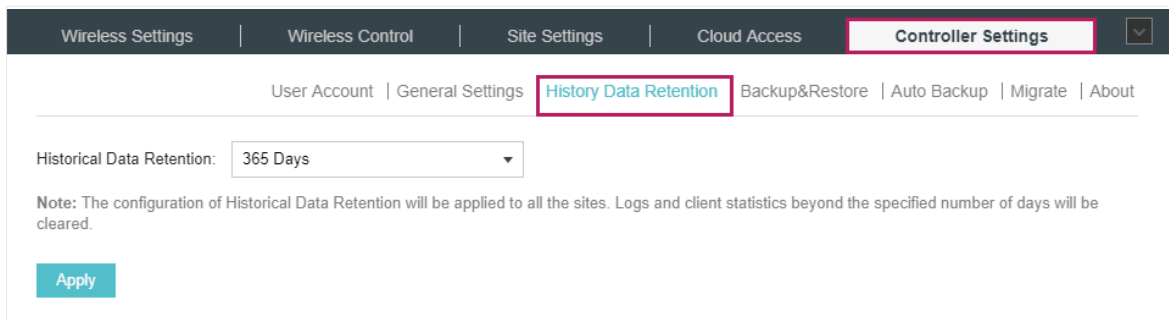 Wireless Settings | Wireless Control | Site Settings | Cloud Access Controller Settings
User Account | General Settings History Data Retention Backup&Restore | Auto Backup | Migrate | About
Historical Data Retention: 365 Days
Note: The configuration of Historical Data Retention will be applied to all the sites. Logs and client statistics beyond the specified number of days will be
cleared.
Apply